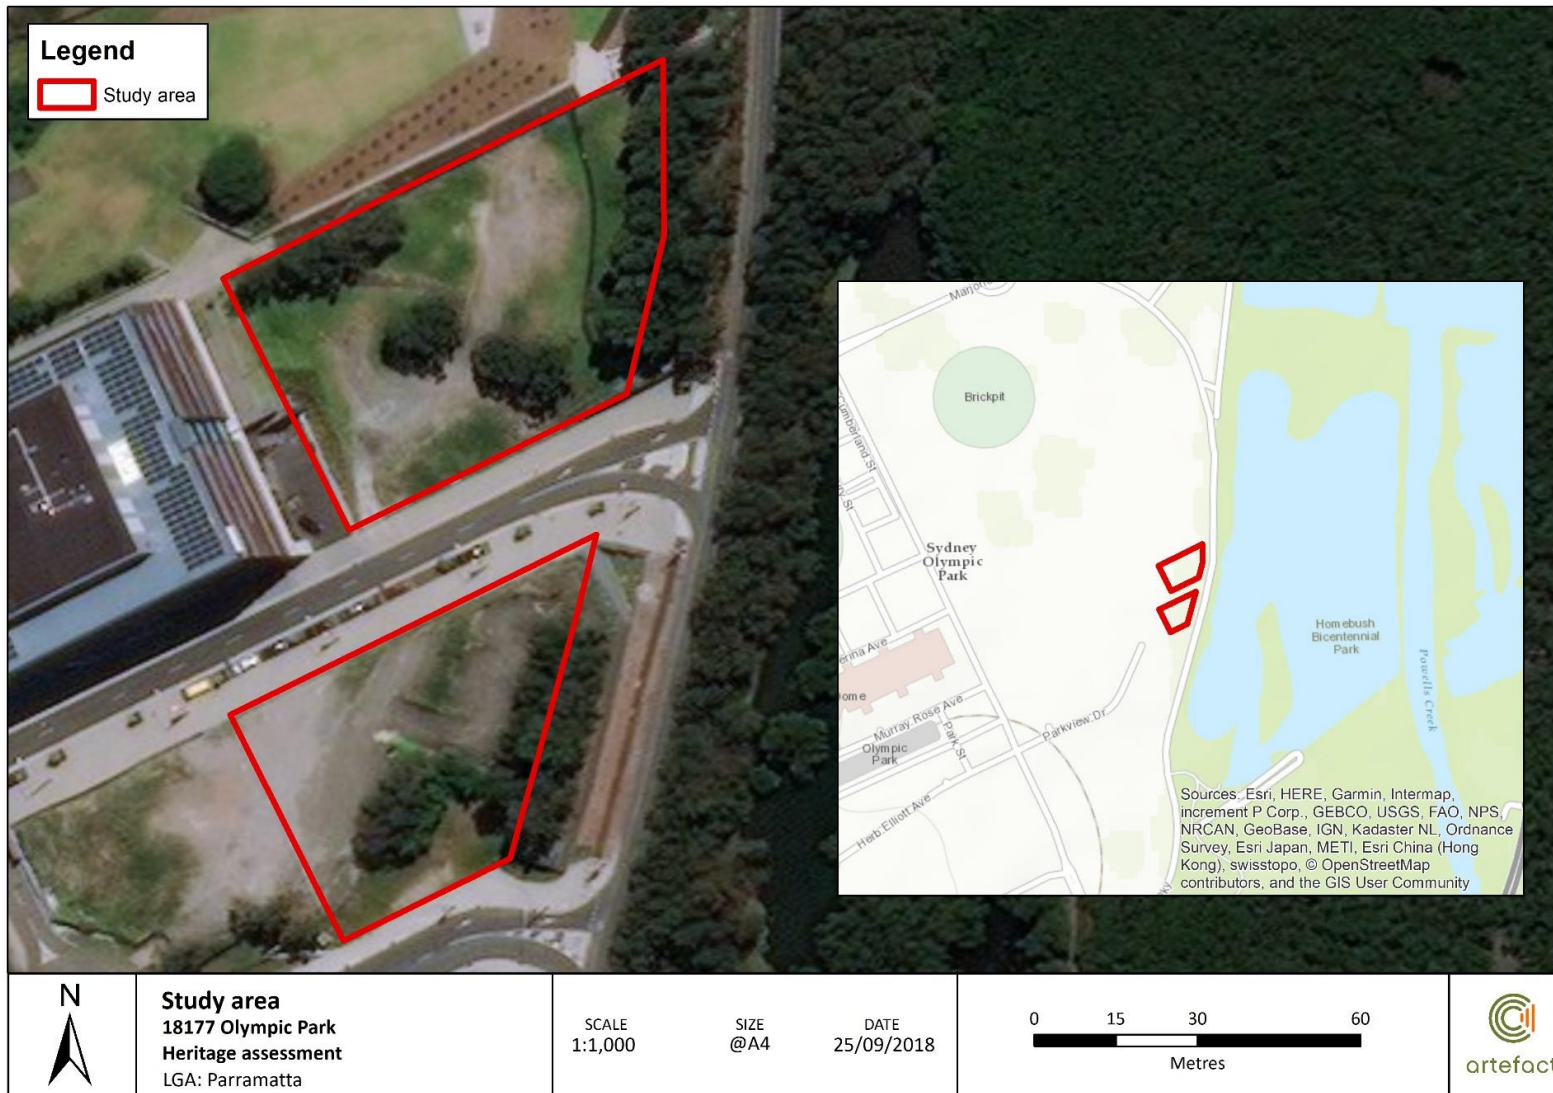 Legend
Study area
Marjorie
Brickpit
Cumberland St
Sydney
Olympic
Park
Homebush
Bicentennial
Park
Powells Creek
Murray Rose Ave
Park St
Parkview Dr
Olympic
Park
Herb Elliott Ave
Sources: Esri, HERE, Garmin, Intermap,
increment P Corp., GEBCO, USGS, FAO, NPS,
NRCAN, GeoBase, IGN, Kadaster NL, Ordnance
Survey, Esri Japan, METI, Esri China (Hong
Kong), swisstopo, © OpenStreetMap
contributors, and the GIS User Community
N
Study area
18177 Olympic Park
Heritage assessment
LGA: Parramatta
SCALE
1:1,000
SIZE
@A4
DATE
25/09/2018
0 15 30 60
Metres
artefact